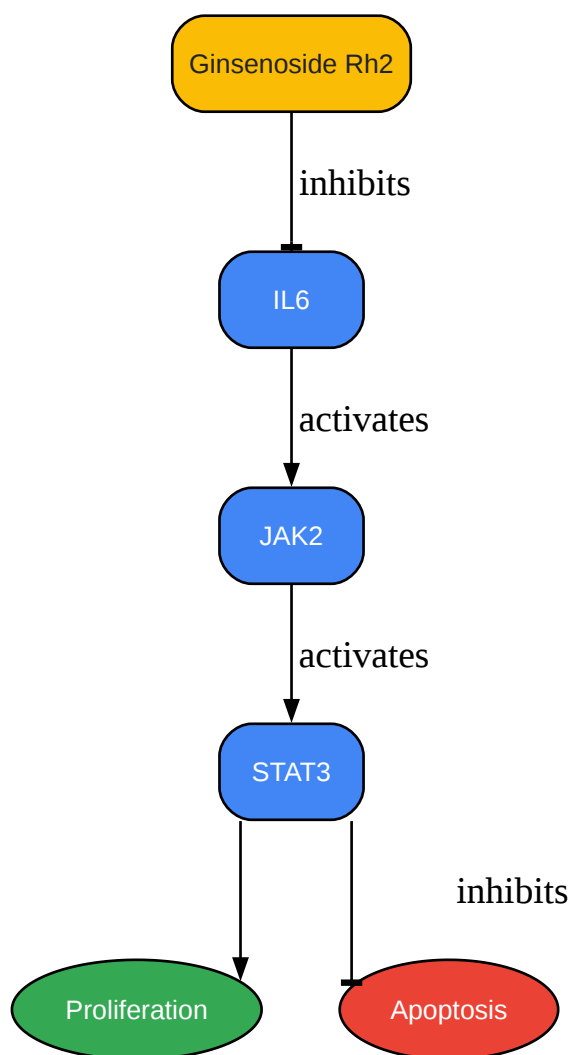 Ginsenoside Rh2
inhibits
IL6
activates
JAK2
activates
STAT3
inhibits
Proliferation
Apoptosis